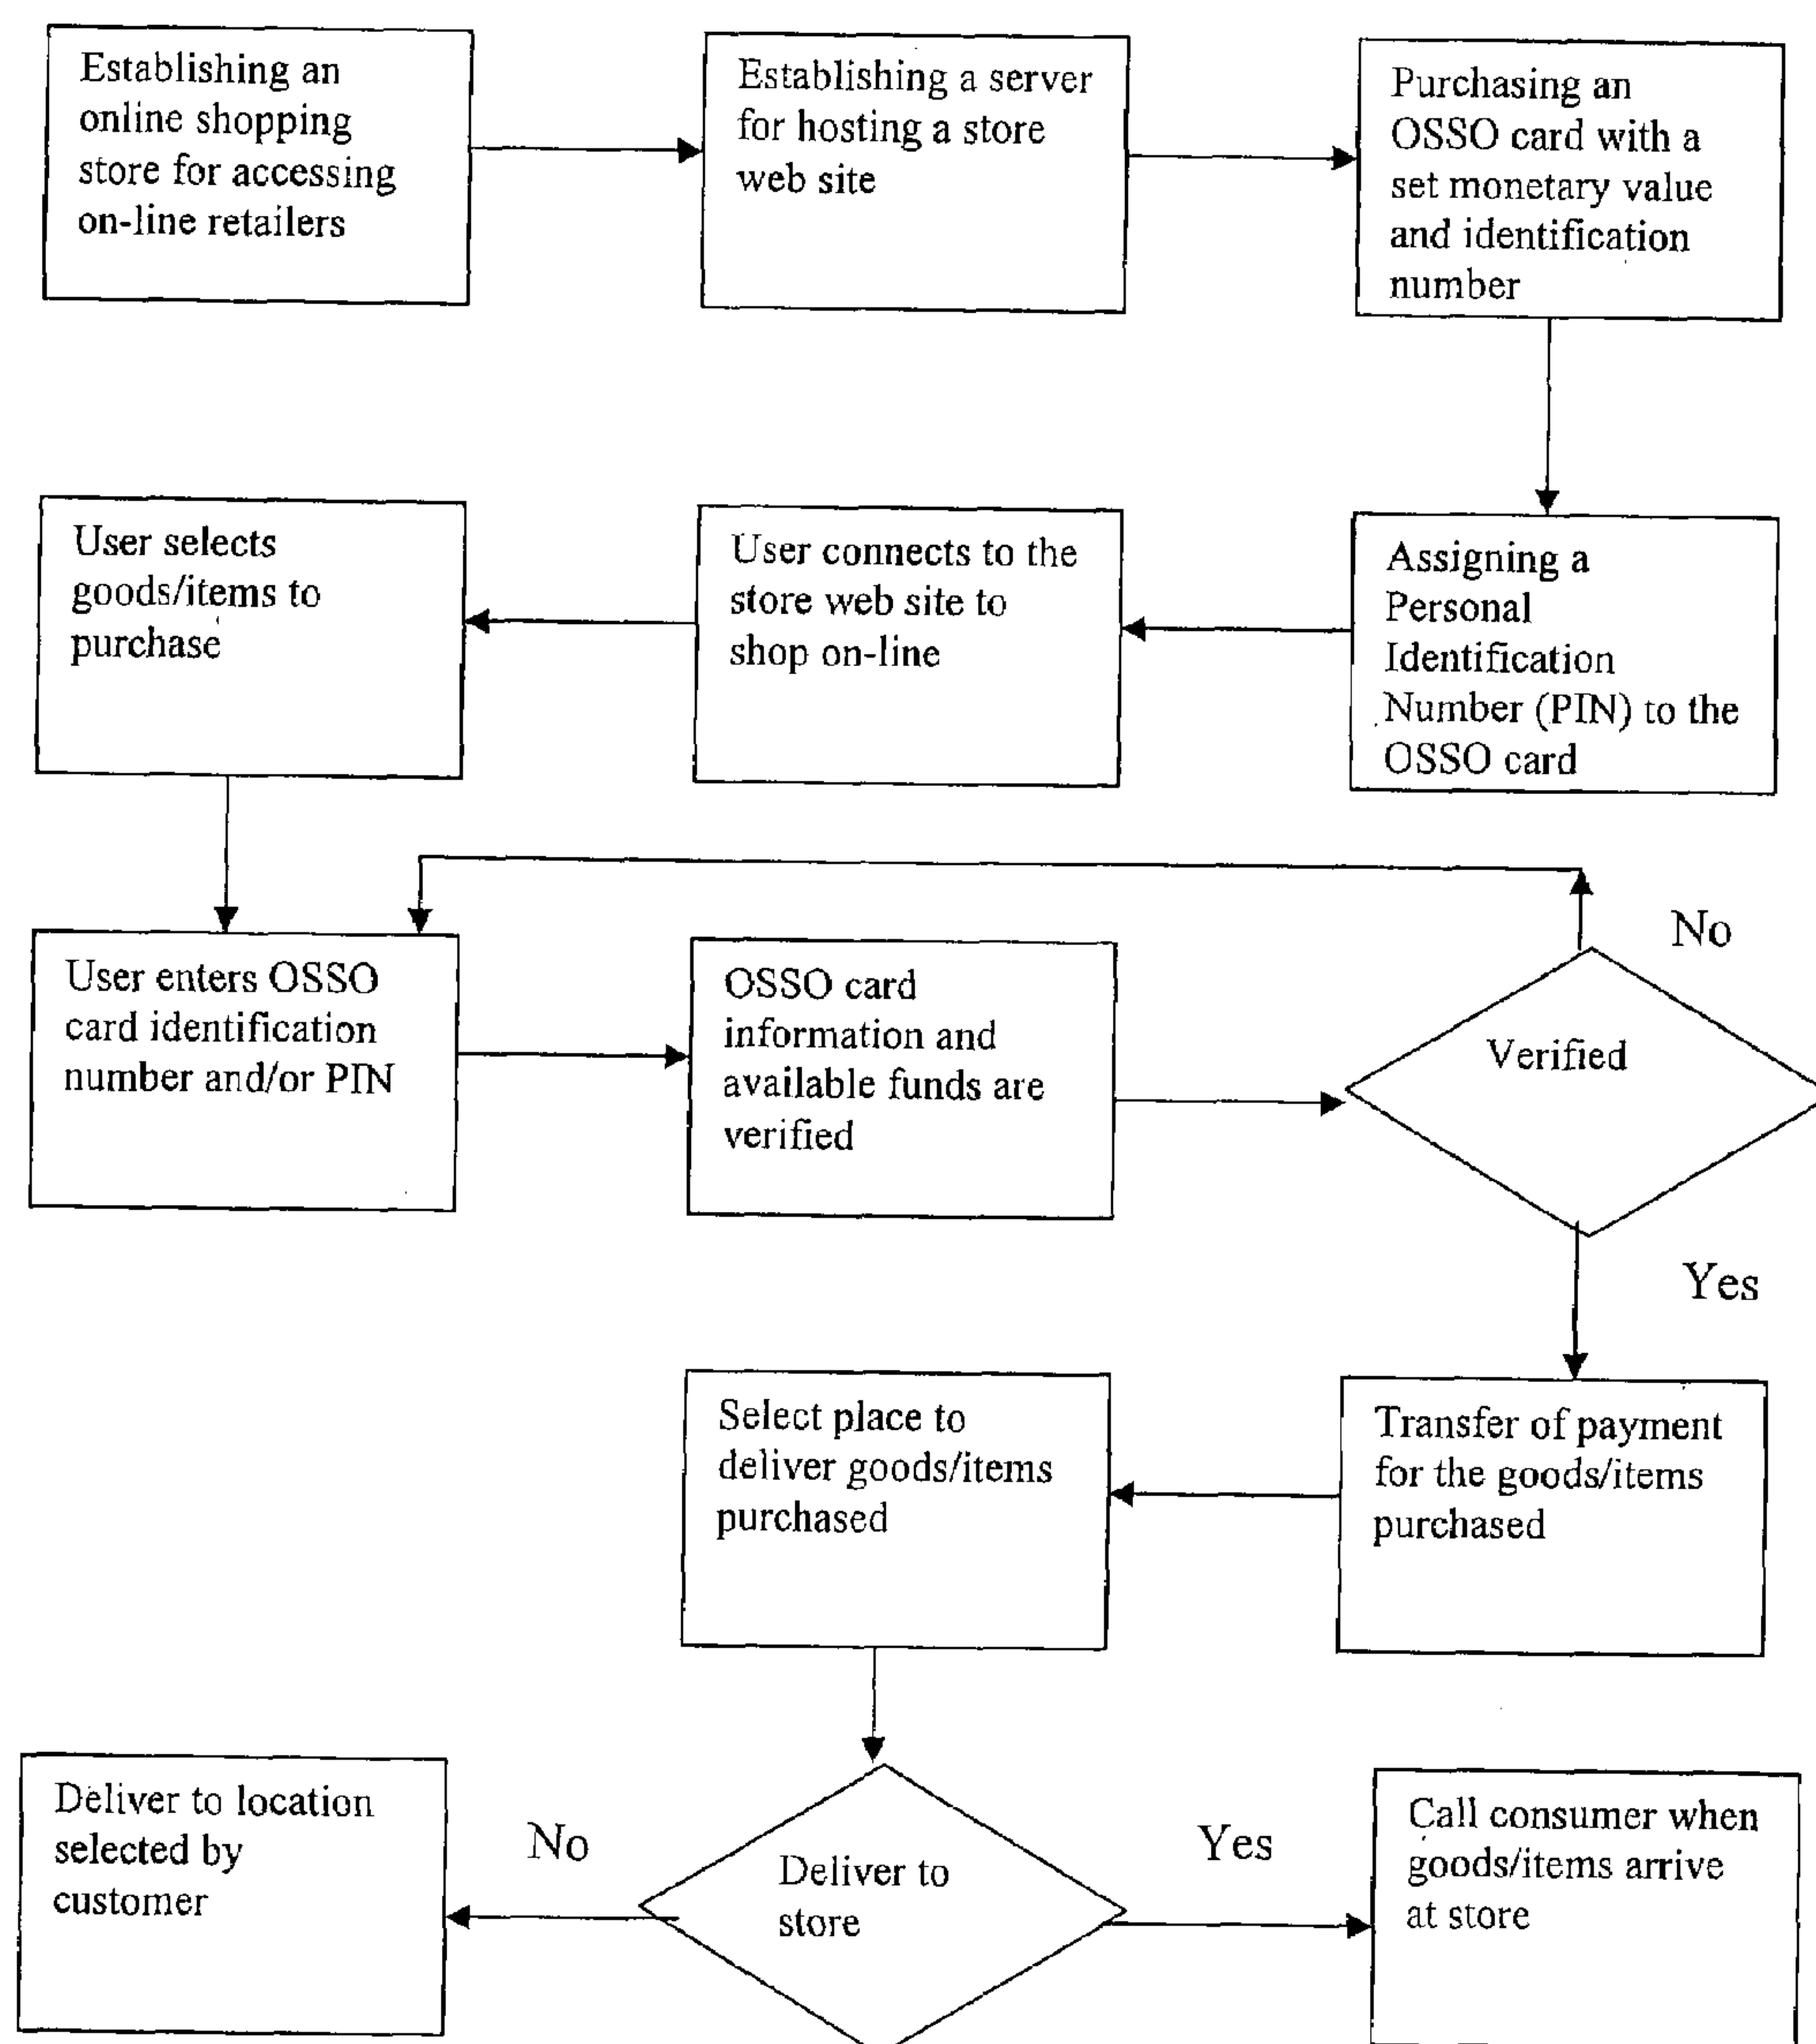 Establishing an
online shopping
store for accessing
on-line retailers
Establishing a server
for hosting a store
web site
Purchasing an
OSSO card with a
set monetary value
and identification
number
User selects
goods/items to
purchase
User connects to the
store web site to
shop on-line
Assigning a
Personal
Identification
Number (PIN) to the
OSSO card
User enters OSSO
card identification
number and/or PIN
OSSO card
information and
available funds are
verified
Verified
No
Yes
Select place to
deliver goods/items
purchased
Transfer of payment
for the goods/items
purchased
Deliver to location
selected by
customer
No
Deliver to
store
Yes
Call consumer when
goods/items arrive
at store